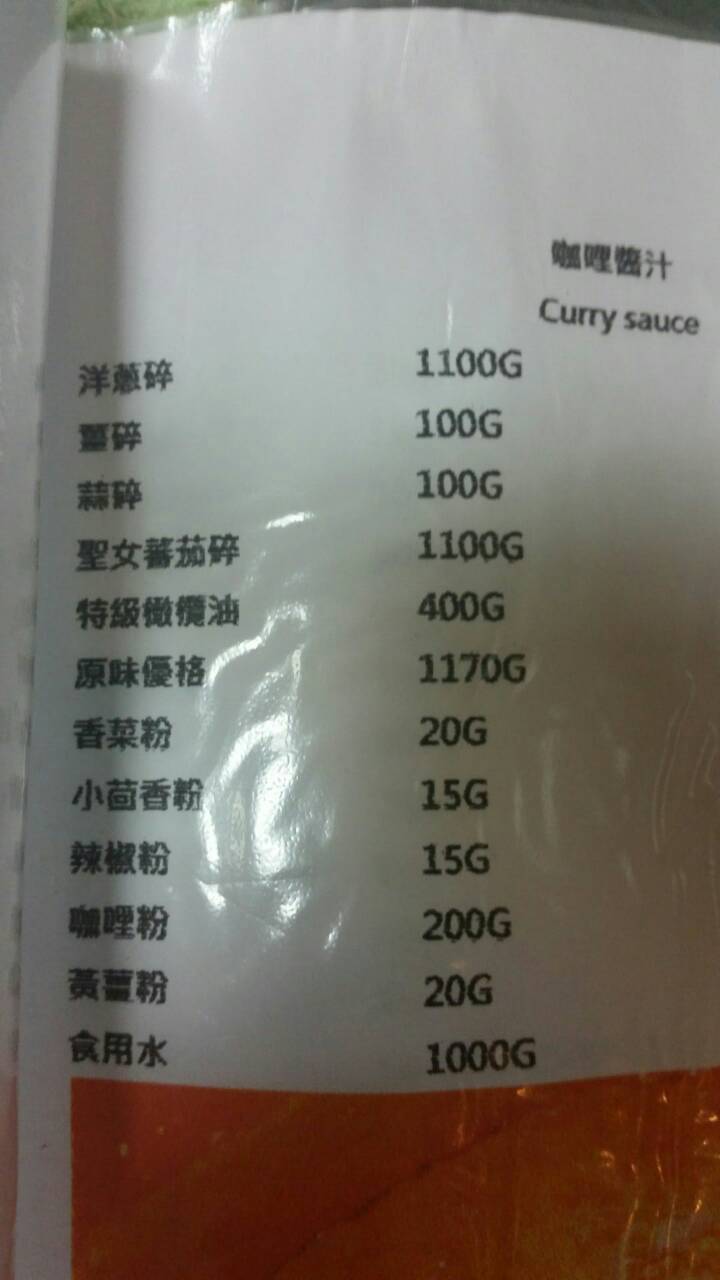 咖哩醬汁
Curry sauce
洋蔥碎 1100G
薑碎 100G
蒜碎 100G
聖女蕃茄碎 1100G
特級橄欖油 400G
原味優格 1170G
香菜粉 20G
小茴香粉 15G
辣椒粉 15G
咖哩粉 200G
黃薑粉 20G
食用水 1000G